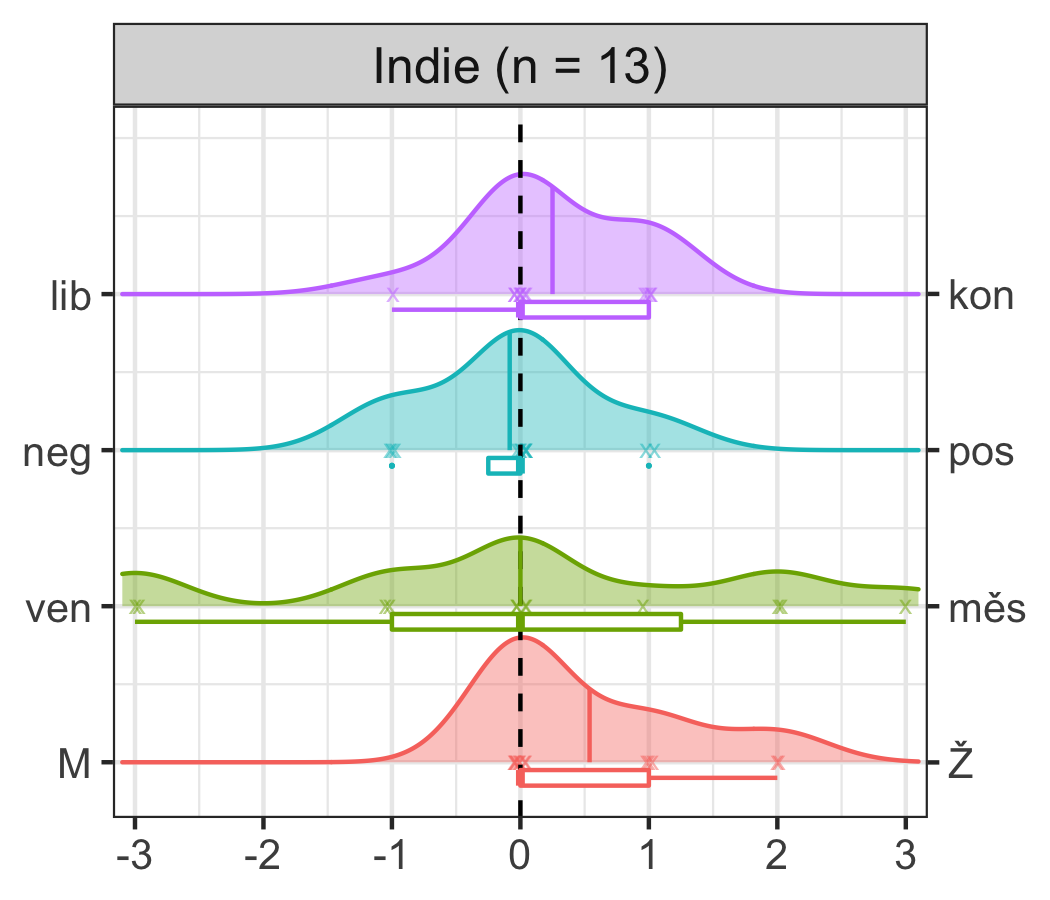 Indie (n = 13)
lib kon
neg pos
ven měs
M Ž
-3 -2 -1 0 1 2 3